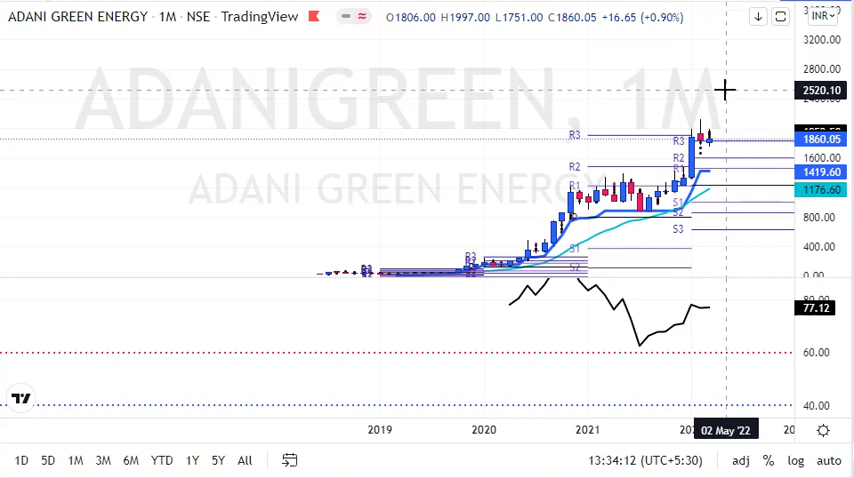 ADANI GREEN ENERGY · 1M · NSE · TradingView O1806.00 H1997.00 L1751.00 C1860.05 +16.65 (+0.90%) INR
3200.00
ADANIGREEN, 1M
2800.00
2520.10
R3
R3
1860.05
R2
R2
1600.00
ADANI GREEN ENERGY
1419.60
R1
R1
1176.60
S1
S2
800.00
S3
S1
400.00
R3
R1
S2
0.00
80.00
77.12
60.00
40.00
2019 2020 2021 02 May '22
1D 5D 1M 3M 6M YTD 1Y 5Y All 13:34:12 (UTC+5:30) adj % log auto